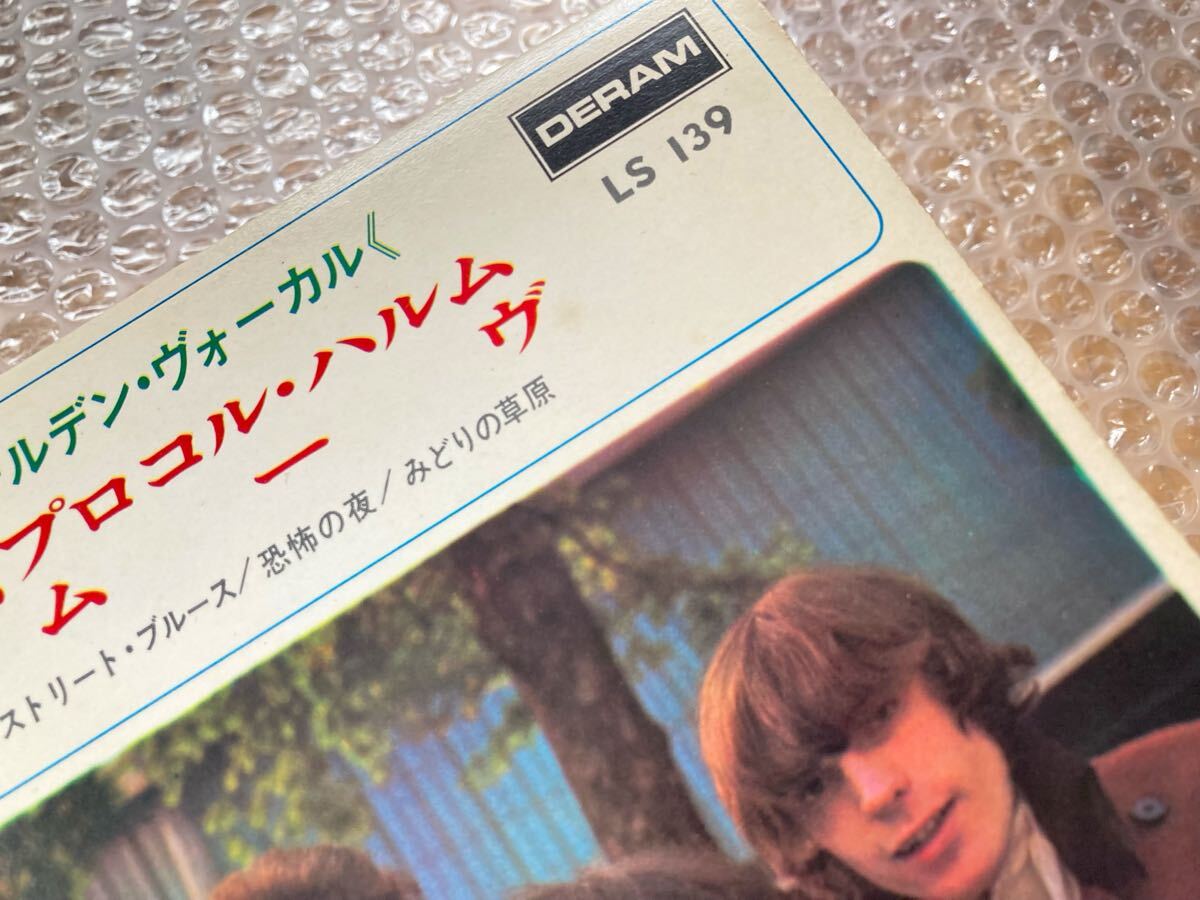 DERAM
LS 139
ルデン・ヴォーカル《
プロコル・ハルム
ム ー ヴ
ストリート・ブルース/恐怖の夜/みどりの草原